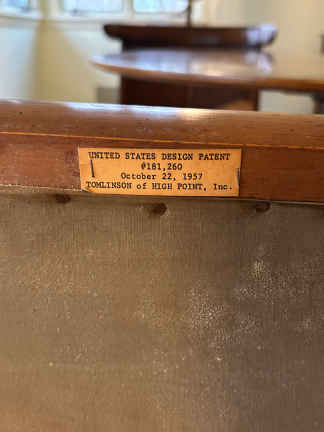 UNITED STATES DESIGN PATENT
#181,260
October 22, 1957
TOMLINSON of HIGH POINT, Inc.